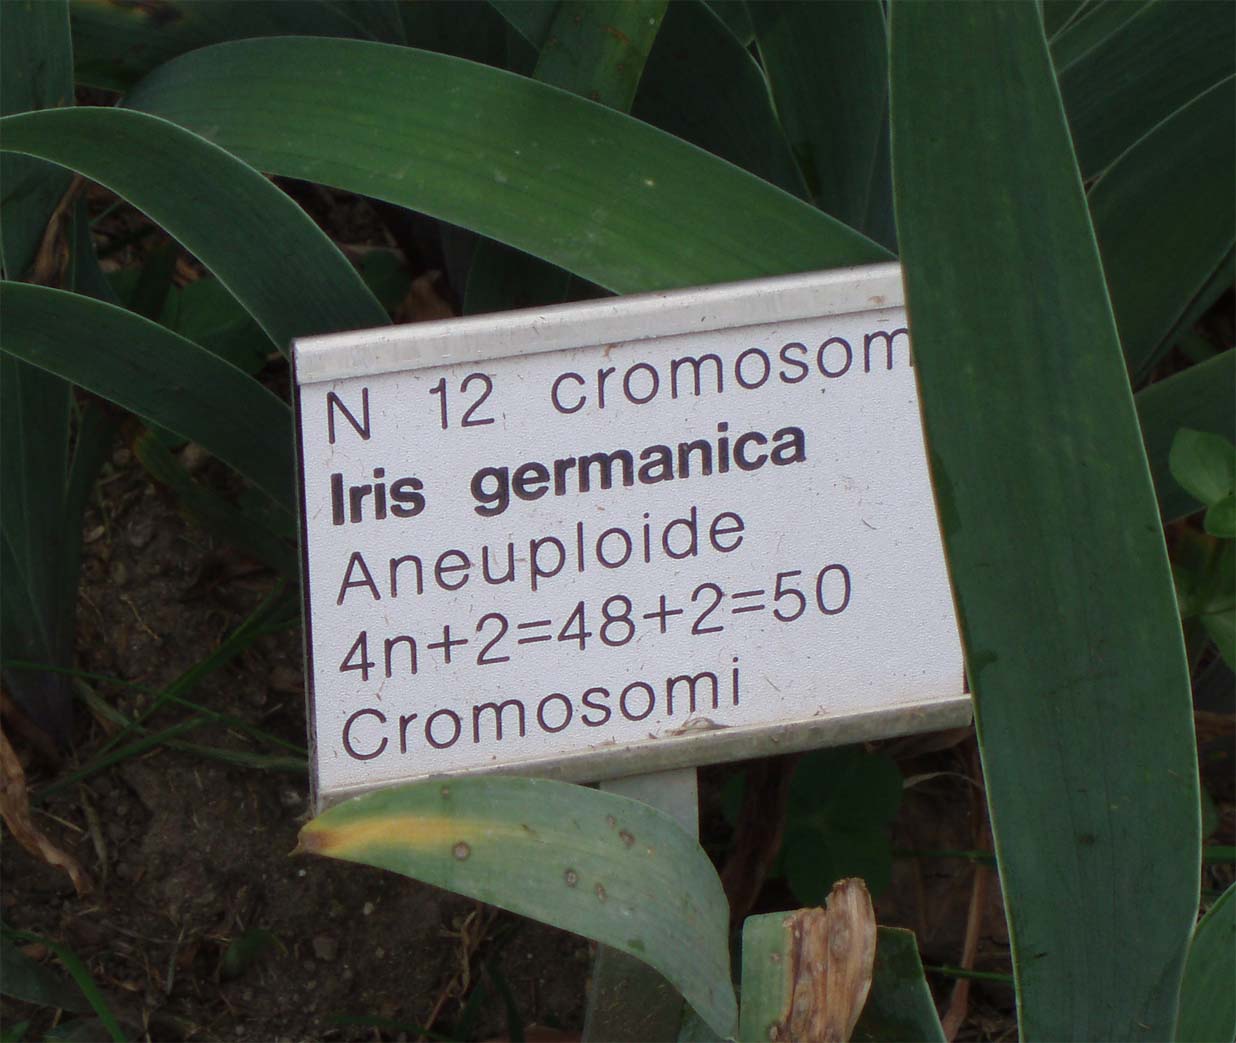 N 12 cromosom
Iris germanica
Aneuploide
4n+2=48+2=50
Cromosomi